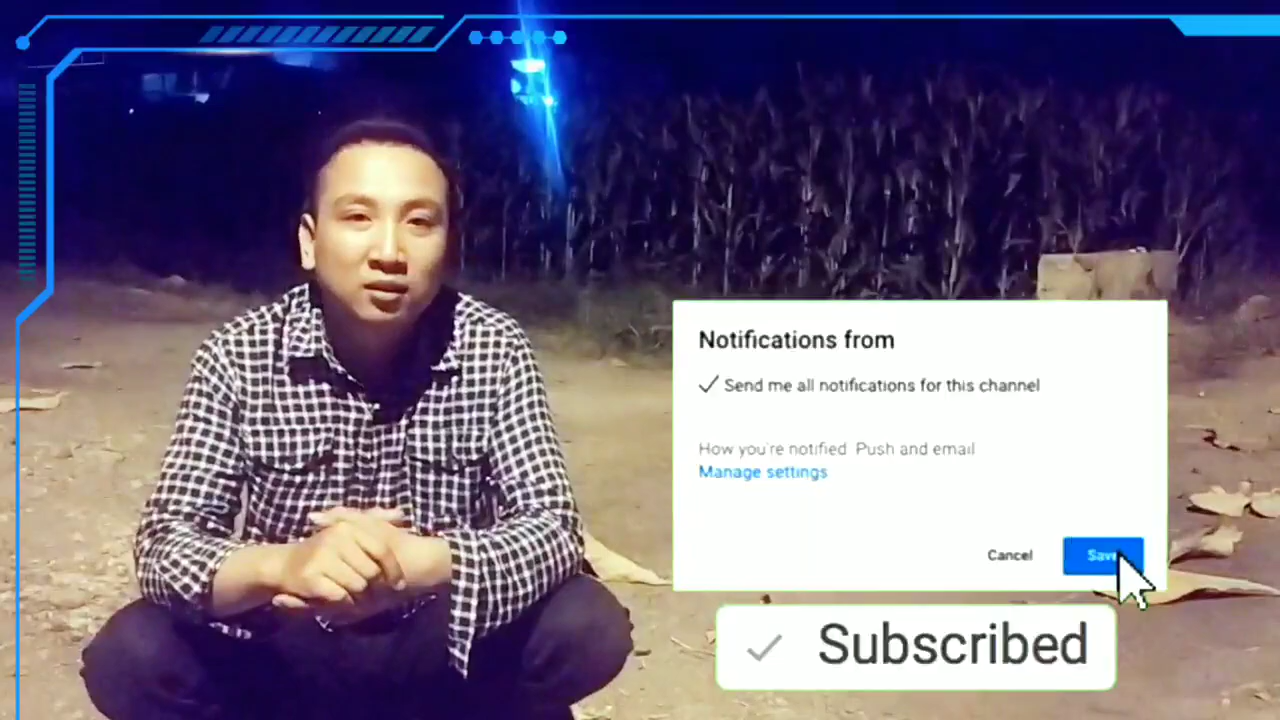 Notifications from
Send me all notifications for this channel
How you're notified Push and email
Manage settings
Cancel
Save
Subscribed